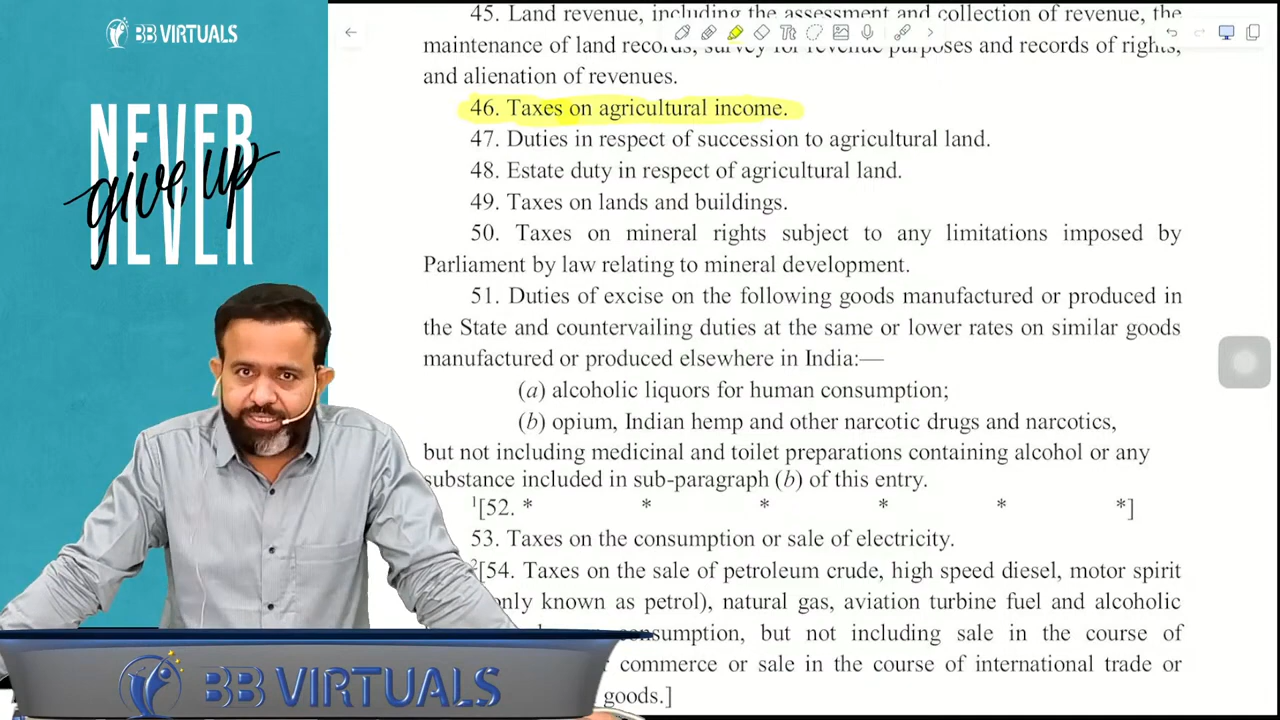 BB VIRTUALS
NEVER
give up
NEVER
45. Land revenue, including the assessment and collection of revenue, the
maintenance of land records, survey for revenue purposes and records of rights,
and alienation of revenues.
46. Taxes on agricultural income.
47. Duties in respect of succession to agricultural land.
48. Estate duty in respect of agricultural land.
49. Taxes on lands and buildings.
50. Taxes on mineral rights subject to any limitations imposed by
Parliament by law relating to mineral development.
51. Duties of excise on the following goods manufactured or produced in
the State and countervailing duties at the same or lower rates on similar goods
manufactured or produced elsewhere in India:—
(a) alcoholic liquors for human consumption;
(b) opium, Indian hemp and other narcotic drugs and narcotics,
but not including medicinal and toilet preparations containing alcohol or any
substance included in sub-paragraph (b) of this entry.
1[52. * * * * * *]
53. Taxes on the consumption or sale of electricity.
2[54. Taxes on the sale of petroleum crude, high speed diesel, motor spirit
only known as petrol), natural gas, aviation turbine fuel and alcoholic
consumption, but not including sale in the course of
commerce or sale in the course of international trade or
goods.]
BB VIRTUALS